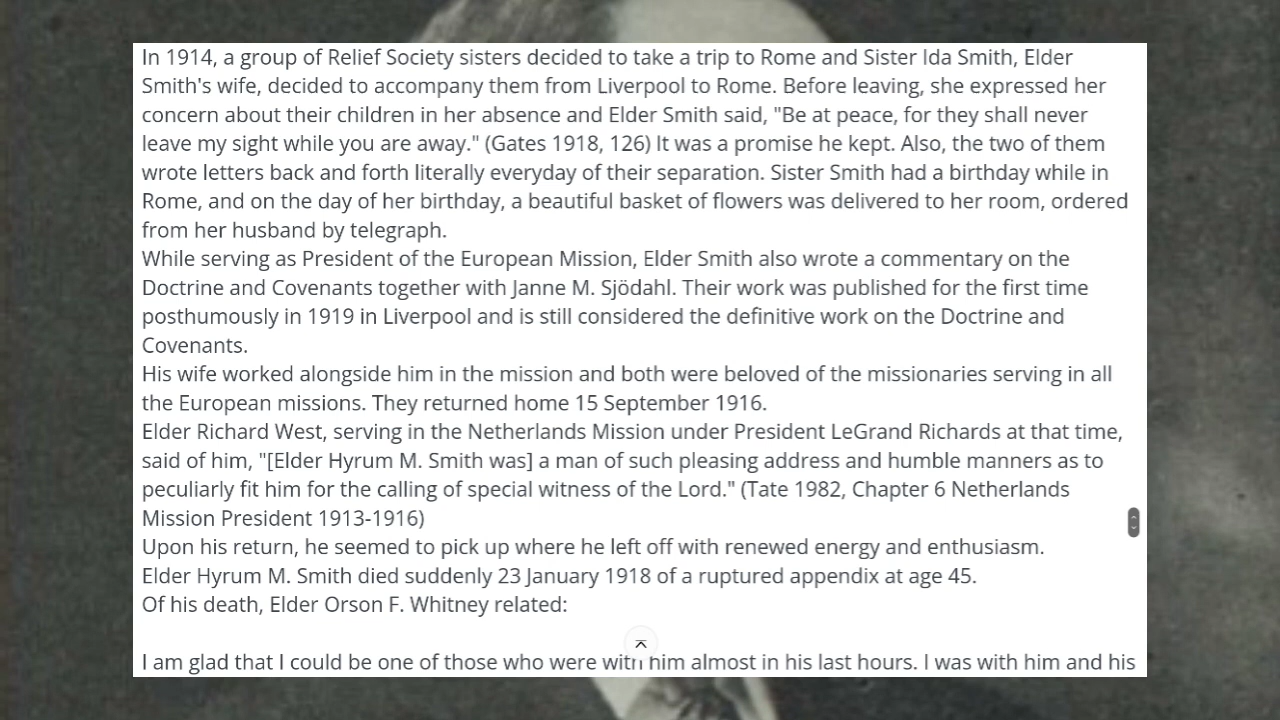 In 1914, a group of Relief Society sisters decided to take a trip to Rome and Sister Ida Smith, Elder
Smith's wife, decided to accompany them from Liverpool to Rome. Before leaving, she expressed her
concern about their children in her absence and Elder Smith said, "Be at peace, for they shall never
leave my sight while you are away." (Gates 1918, 126) It was a promise he kept. Also, the two of them
wrote letters back and forth literally everyday of their separation. Sister Smith had a birthday while in
Rome, and on the day of her birthday, a beautiful basket of flowers was delivered to her room, ordered
from her husband by telegraph.
While serving as President of the European Mission, Elder Smith also wrote a commentary on the
Doctrine and Covenants together with Janne M. Sjödahl. Their work was published for the first time
posthumously in 1919 in Liverpool and is still considered the definitive work on the Doctrine and
Covenants.
His wife worked alongside him in the mission and both were beloved of the missionaries serving in all
the European missions. They returned home 15 September 1916.
Elder Richard West, serving in the Netherlands Mission under President LeGrand Richards at that time,
said of him, "[Elder Hyrum M. Smith was] a man of such pleasing address and humble manners as to
peculiarly fit him for the calling of special witness of the Lord." (Tate 1982, Chapter 6 Netherlands
Mission President 1913-1916)
Upon his return, he seemed to pick up where he left off with renewed energy and enthusiasm.
Elder Hyrum M. Smith died suddenly 23 January 1918 of a ruptured appendix at age 45.
Of his death, Elder Orson F. Whitney related:
I am glad that I could be one of those who were with him almost in his last hours. I was with him and his